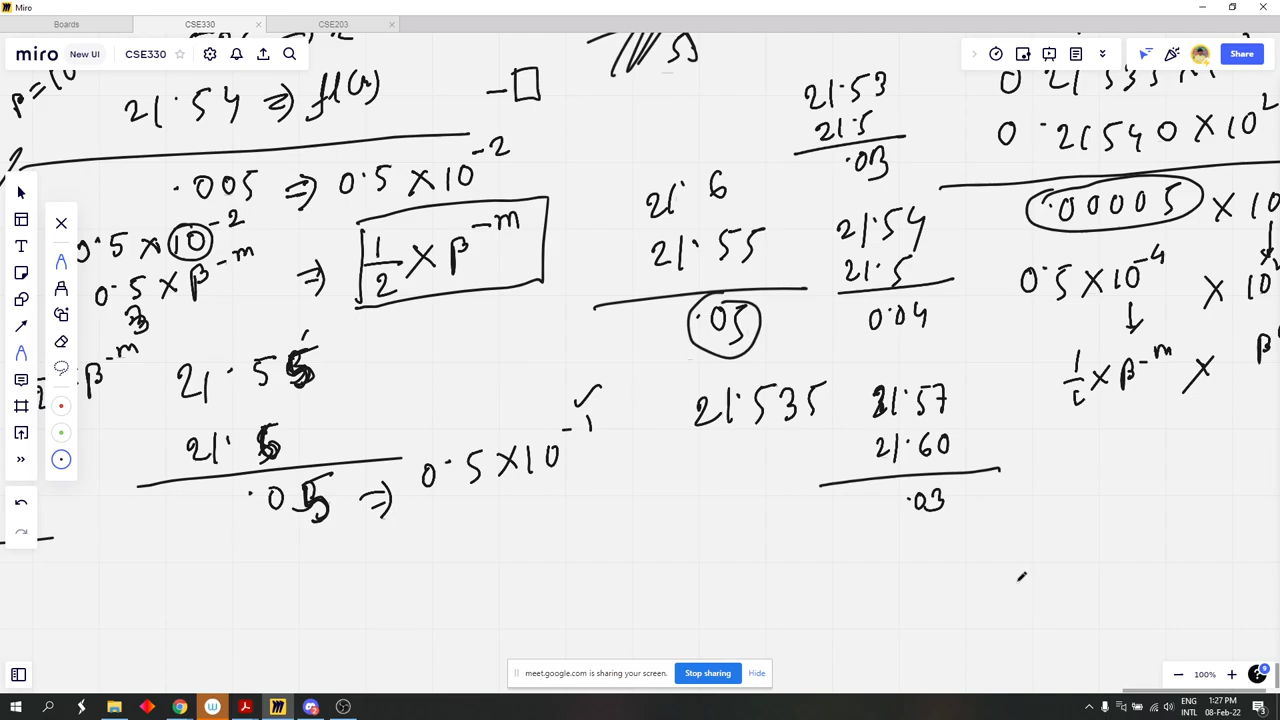 Miro
Boards
CSE330
CSE203
miro
New UI
CSE330
Share
21.54 ⇒ fl(x)
.005 ⇒ 0.5 × 10^-2
0.5 × 10^-2
0.5 × β^-m ⇒ 1/2 × β^-m
β^-m
21.55
21.6
.05 ⇒ 0.5 × 10^-1 ✓
21.6
21.55
.05
21.535
21.53
21.5
.03
21.54
21.5
0.04
21.57
21.60
.03
0.21540 × 10^2
.00005 × 10
0.5 × 10^-4 × 10
1/2 × β^-m × β
100%
meet.google.com is sharing your screen.
Stop sharing
Hide
ENG
INTL
1:27 PM
08-Feb-22